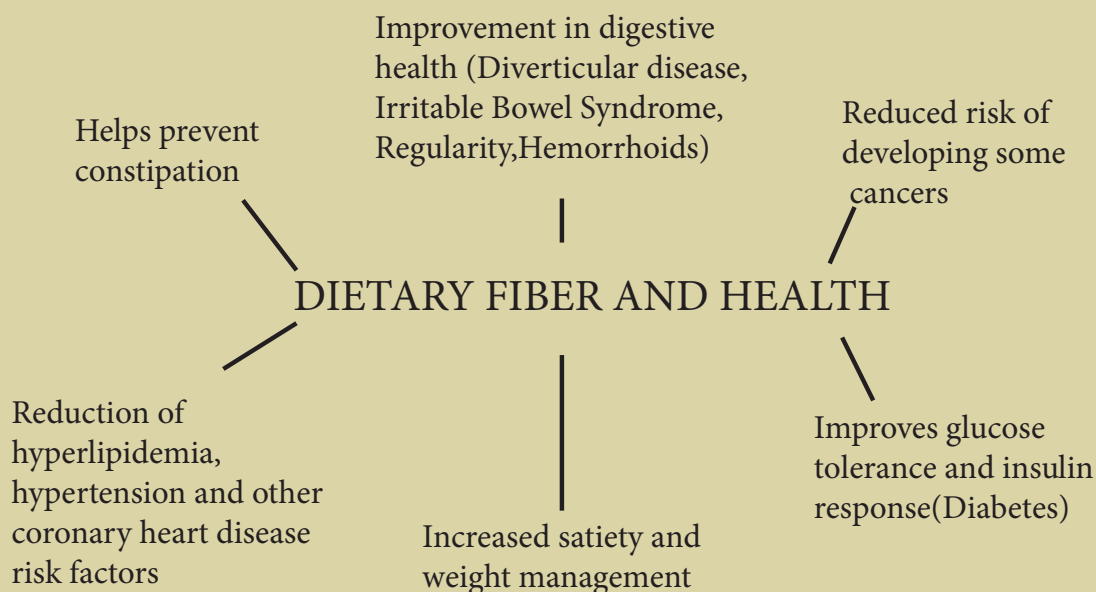 Improvement in digestive
health (Diverticular disease,
Irritable Bowel Syndrome,
Regularity,Hemorrhoids)
Helps prevent
constipation
Reduced risk of
developing some
cancers
DIETARY FIBER AND HEALTH
Reduction of
hyperlipidemia,
hypertension and other
coronary heart disease
risk factors
Increased satiety and
weight management
Improves glucose
tolerance and insulin
response(Diabetes)